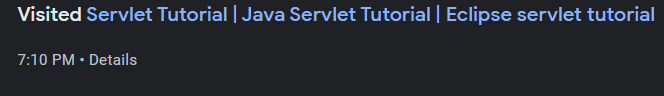 Visited Servlet Tutorial | Java Servlet Tutorial | Eclipse servlet tutorial
7:10 PM • Details